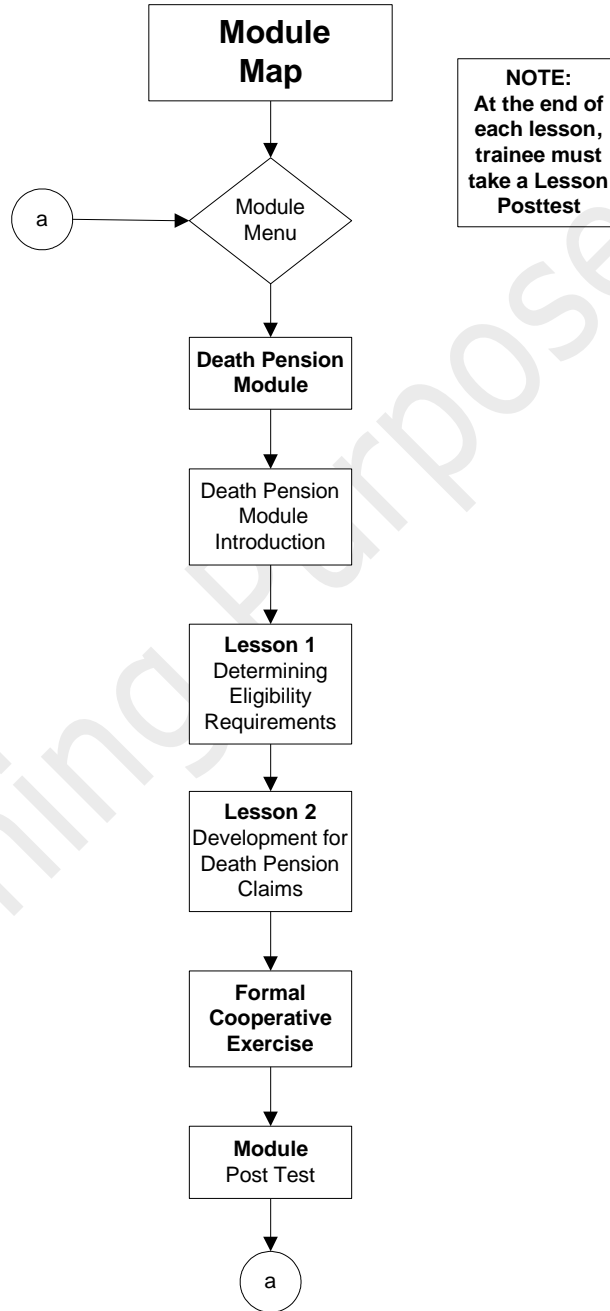 Module
Map
NOTE:
At the end of
each lesson,
trainee must
take a Lesson
Posttest
a
Module
Menu
Death Pension
Module
Death Pension
Module
Introduction
Lesson 1
Determining
Eligibility
Requirements
Lesson 2
Development for
Death Pension
Claims
Formal
Cooperative
Exercise
Module
Post Test
a
ning Purpose